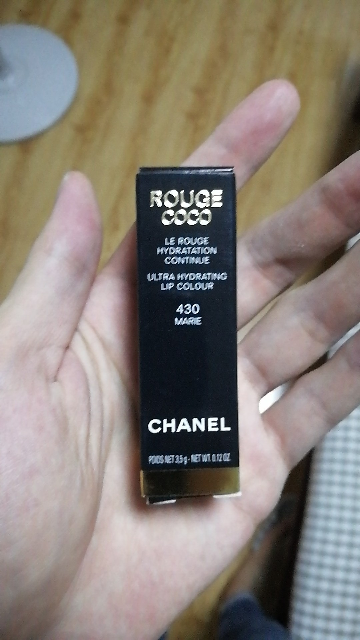 ROUGE
COCO
LE ROUGE
HYDRATATION
CONTINUE
ULTRA HYDRATING
LIP COLOUR
430
MARIE
CHANEL
POIDS NET 3,5 g - NET WT. 0.12 OZ.